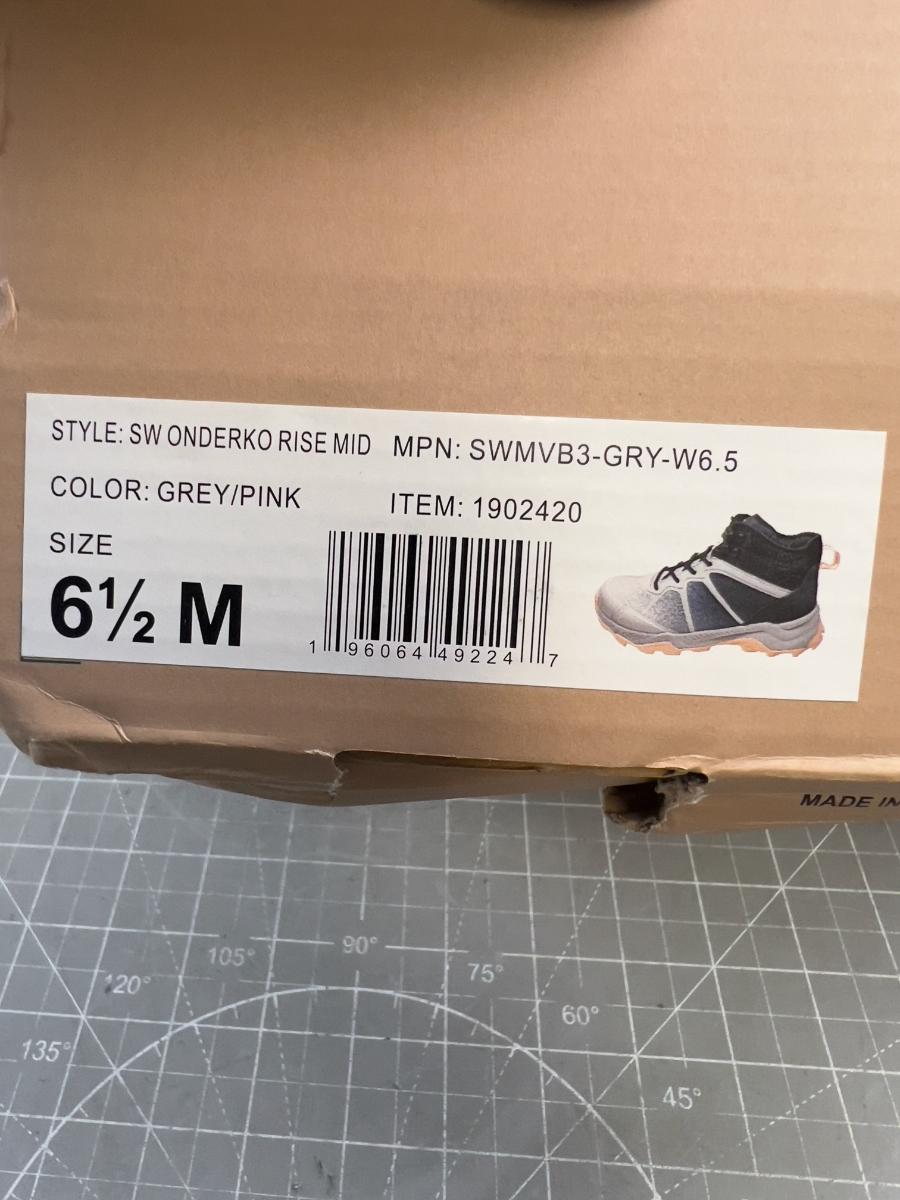 STYLE: SW ONDERKO RISE MID MPN: SWMVB3-GRY-W6.5
COLOR: GREY/PINK ITEM: 1902420
SIZE
6½ M
1 96064 49224 7
MADE IN
90°
105°
75°
120°
60°
135°
45°